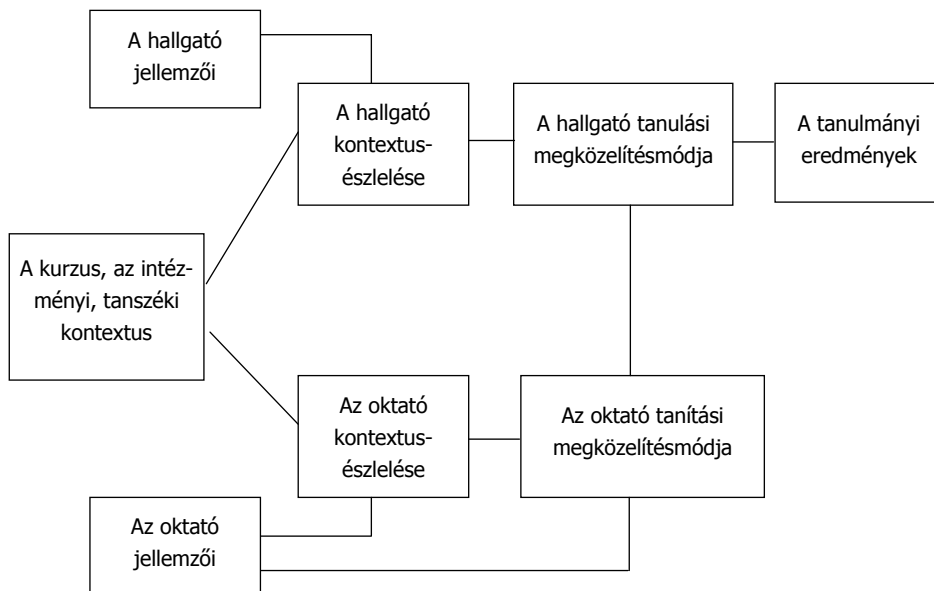 A hallgató
jellemzői
A hallgató
kontextus-
észlelése
A hallgató tanulási
megközelítésmódja
A tanulmányi
eredmények
A kurzus, az intéz-
ményi, tanszéki
kontextus
Az oktató
kontextus-
észlelése
Az oktató tanítási
megközelítésmódja
Az oktató
jellemzői